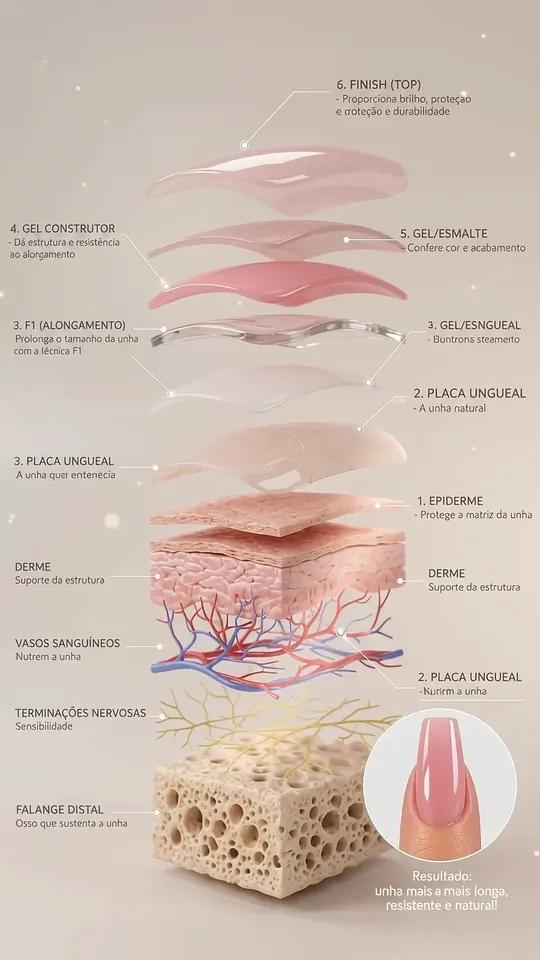 6. FINISH (TOP)
- Proporciona brilho, proteção
e croteção e durabilidade
4. GEL CONSTRUTOR
- Dá estrutura e resistência
ao alorgamento
5. GEL/ESMALTE
- Confere cor e acabamento
3. F1 (ALONGAMENTO)
Prolonga o tamanho da unha
com a lécnica F1
3. GEL/ESNGUEAL
- Buntrons steamerto
2. PLACA UNGUEAL
- A unha natural
3. PLACA UNGUEAL
A unha quer entenecia
1. EPIDERME
- Protege a matriz da unha
DERME
Suporte da estrutura
DERME
Suporte da estrutura
VASOS SANGUÍNEOS
Nutrem a unha
2. PLACA UNGUEAL
-Kurirm a unha
TERMINAÇÕES NERVOSAS
Sensibilidade
FALANGE DISTAL
Osso que sustenta a unha
Resultado:
unha mais a mais longa,
resistente e natural!